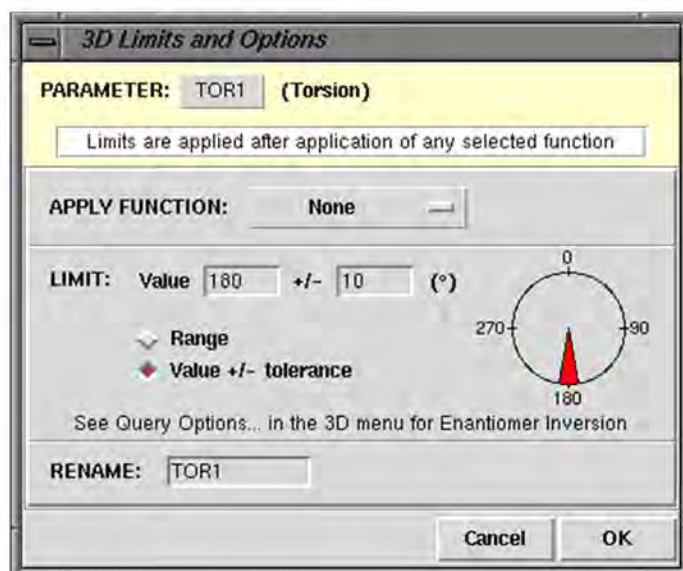 3D Limits and Options
PARAMETER: TOR1 (Torsion)
Limits are applied after application of any selected function
APPLY FUNCTION: None
LIMIT: Value 180 +/- 10 (°)
Range
Value +/- tolerance
0
270
90
180
See Query Options... in the 3D menu for Enantiomer Inversion
RENAME: TOR1
Cancel OK